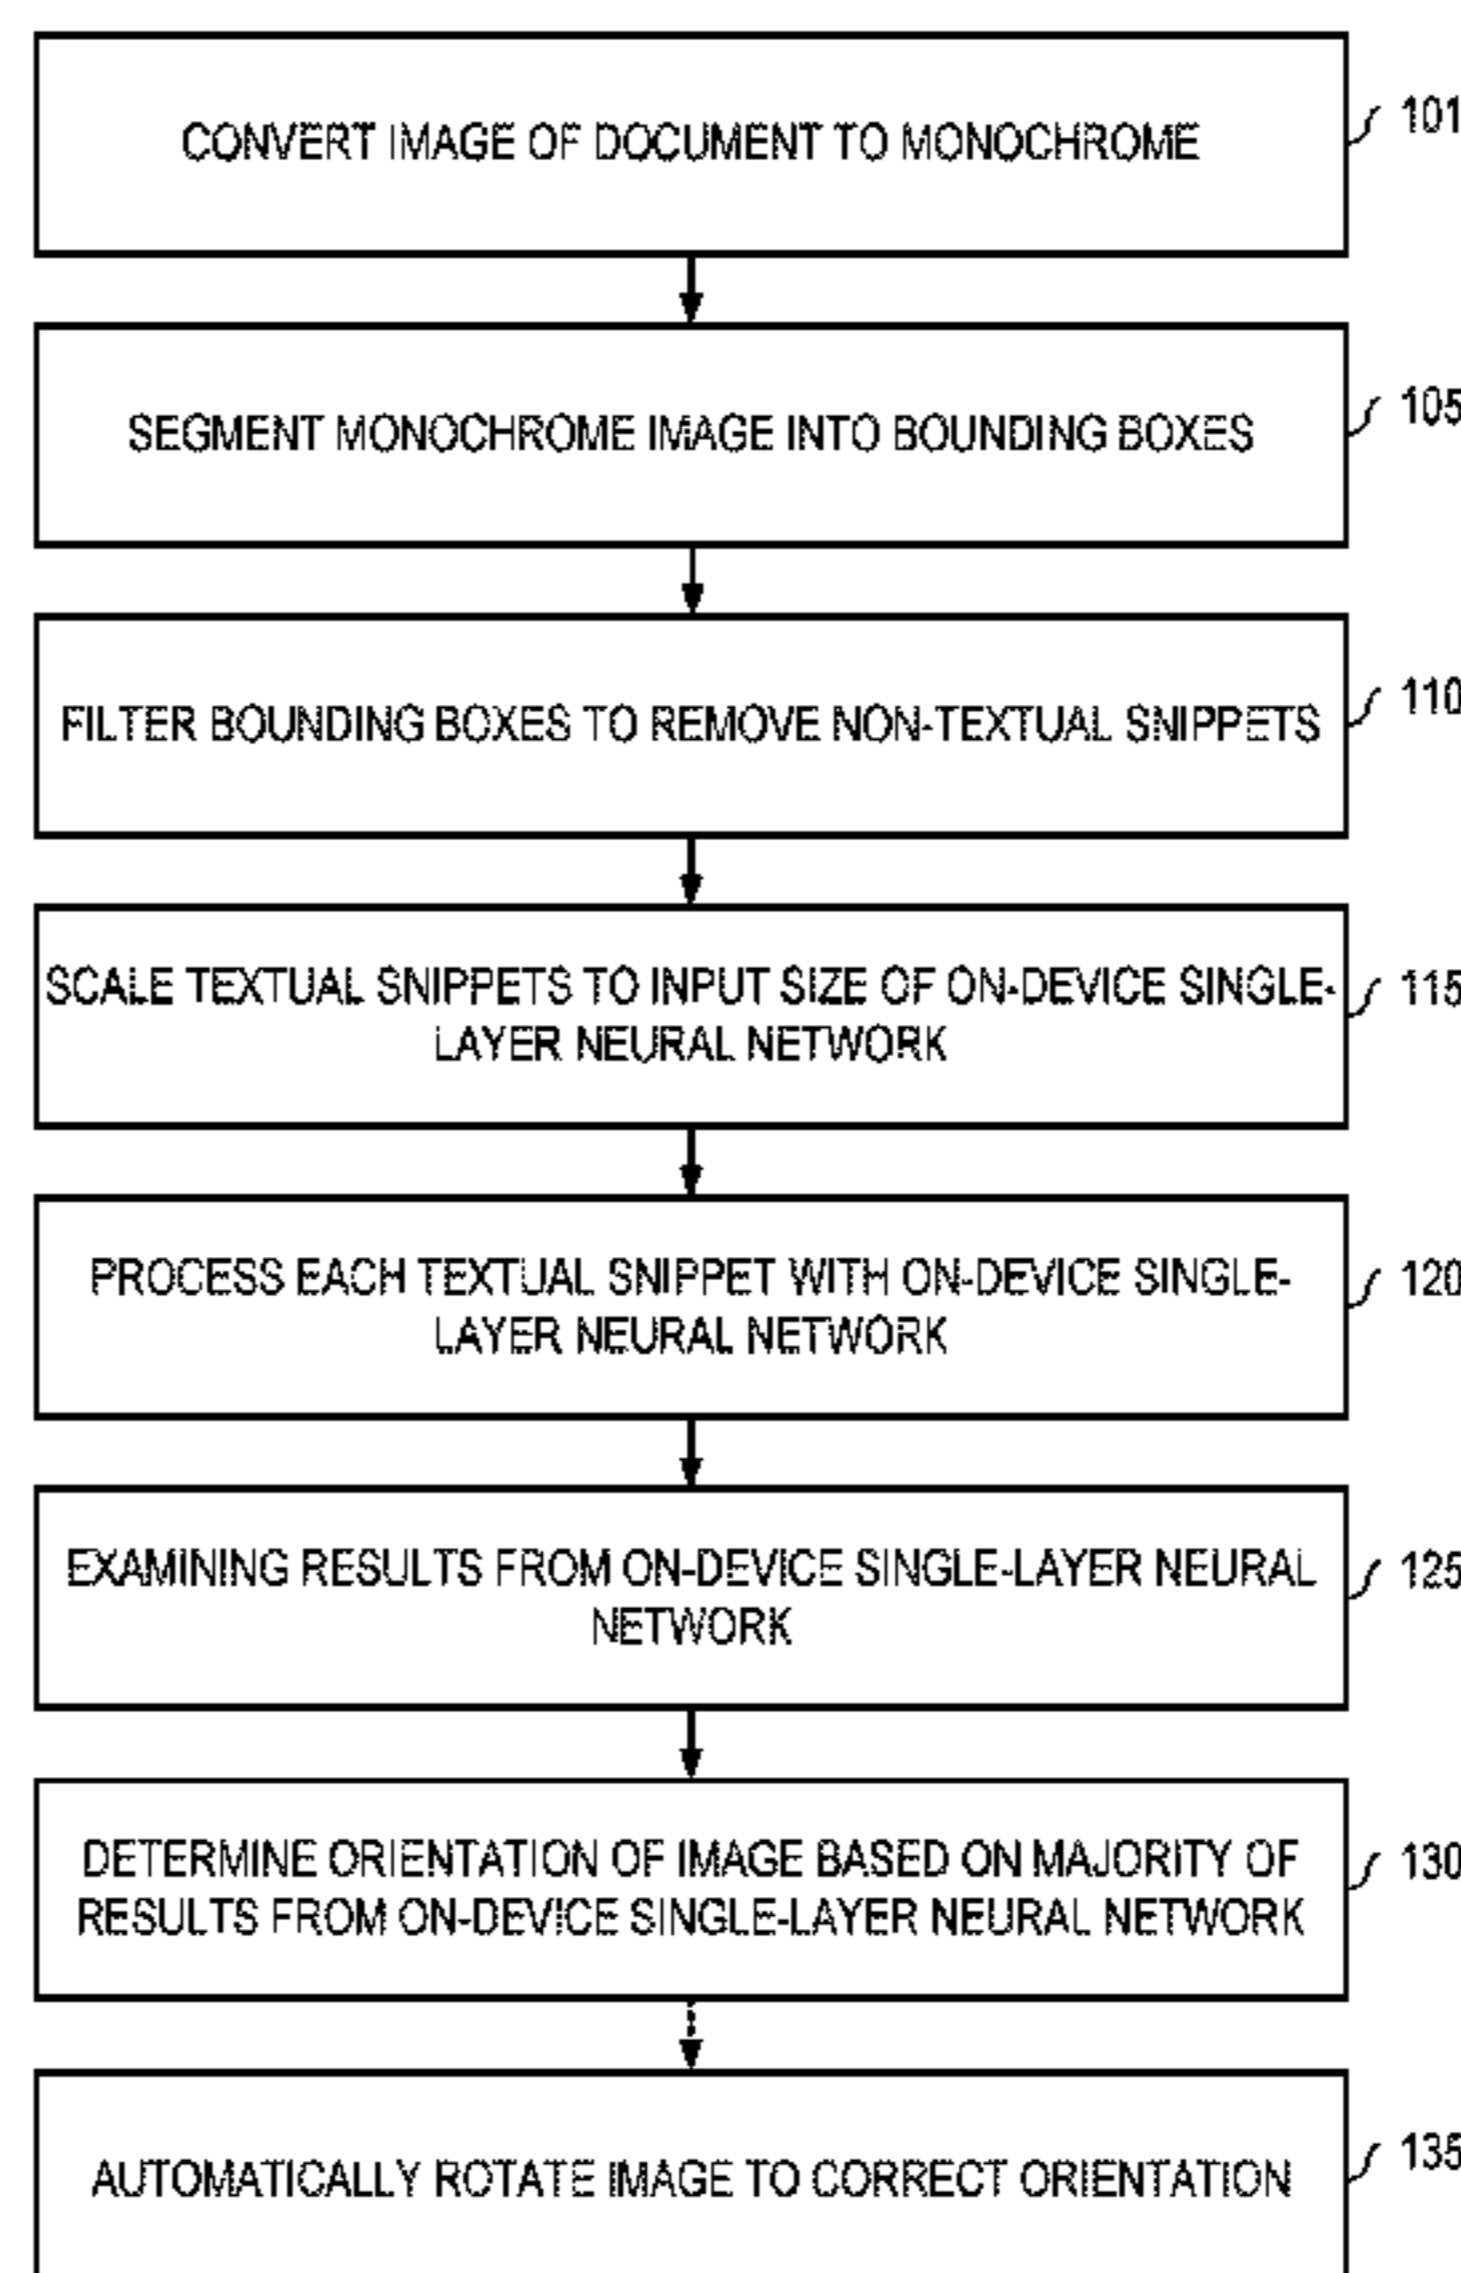 CONVERT IMAGE OF DOCUMENT TO MONOCHROME
101
SEGMENT MONOCHROME IMAGE INTO BOUNDING BOXES
105
FILTER BOUNDING BOXES TO REMOVE NON-TEXTUAL SNIPPETS
110
SCALE TEXTUAL SNIPPETS TO INPUT SIZE OF ON-DEVICE SINGLE-
LAYER NEURAL NETWORK
115
PROCESS EACH TEXTUAL SNIPPET WITH ON-DEVICE SINGLE-
LAYER NEURAL NETWORK
120
EXAMINING RESULTS FROM ON-DEVICE SINGLE-LAYER NEURAL
NETWORK
125
DETERMINE ORIENTATION OF IMAGE BASED ON MAJORITY OF
RESULTS FROM ON-DEVICE SINGLE-LAYER NEURAL NETWORK
130
AUTOMATICALLY ROTATE IMAGE TO CORRECT ORIENTATION
135